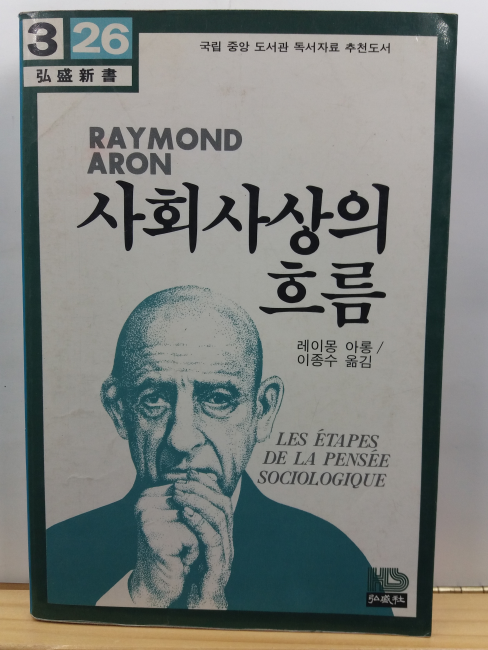 3 26
弘盛新書
국립 중앙 도서관 독서자료 추천도서
RAYMOND
ARON
사회사상의
흐름
레이몽 아롱/
이종수 옮김
LES ÉTAPES
DE LA PENSÉE
SOCIOLOGIQUE
HS
弘盛社